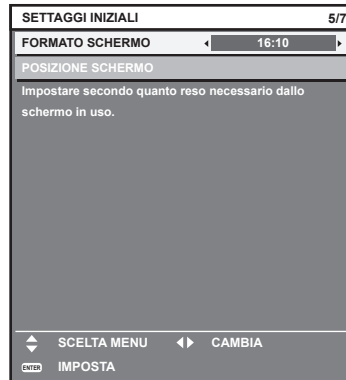 SETTAGGI INIZIALI 5/7
FORMATO SCHERMO 16:10
POSIZIONE SCHERMO
Impostare secondo quanto reso necessario dallo
schermo in uso.
SCELTA MENU CAMBIA
ENTER IMPOSTA